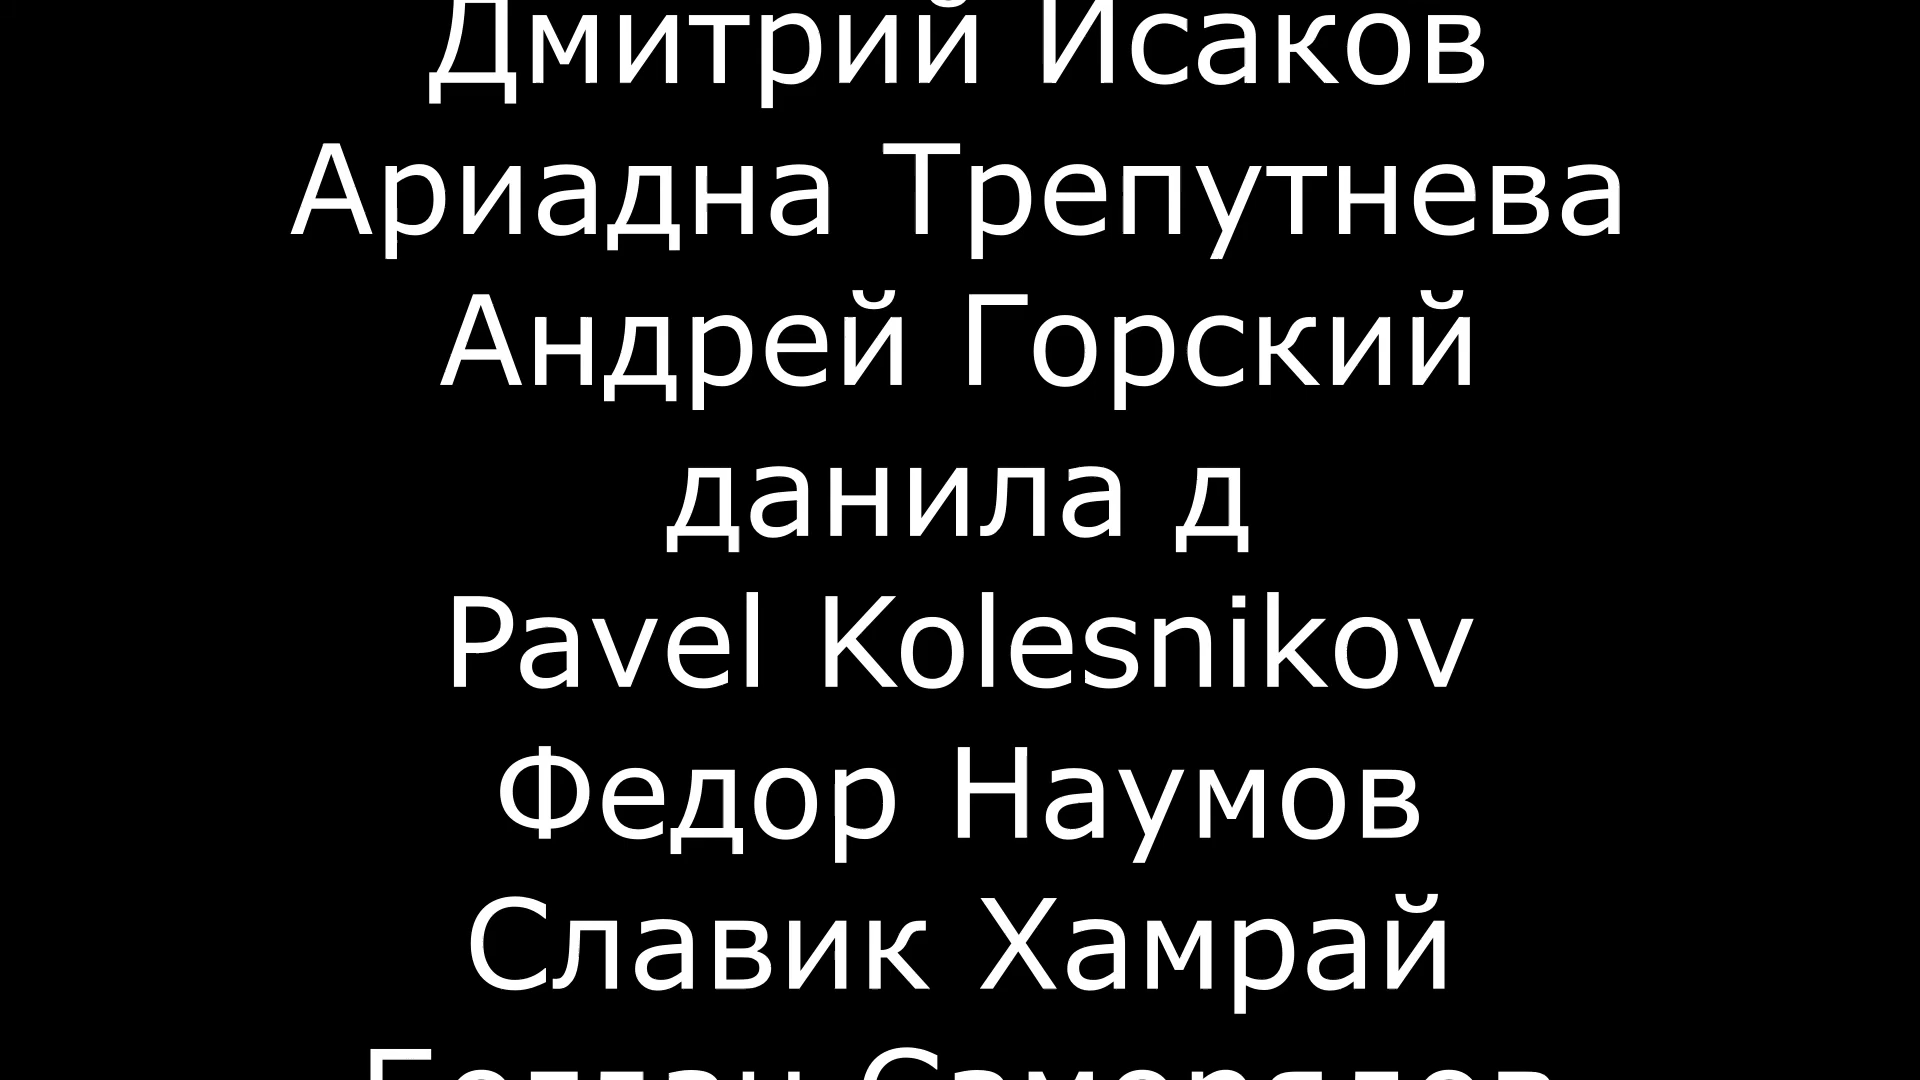 Дмитрий Исаков
Ариадна Трепутнева
Андрей Горский
данила д
Pavel Kolesnikov
Федор Наумов
Славик Хамрай